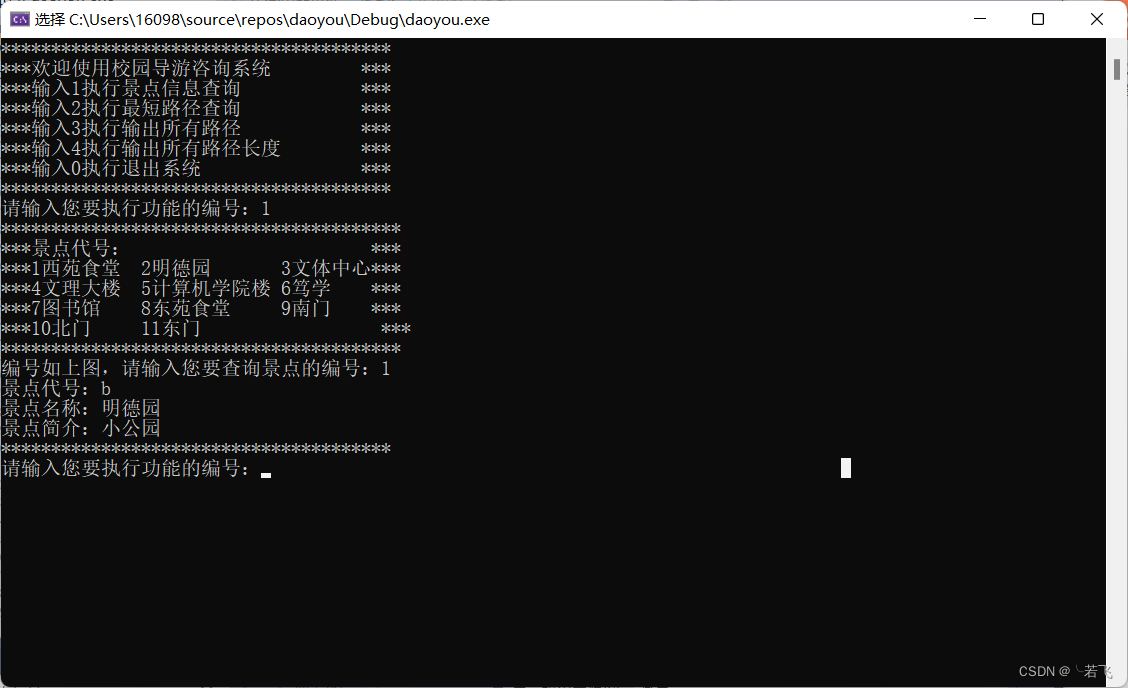 选择 C:\Users\16098\source\repos\daoyou\Debug\daoyou.exe
***************************************
***欢迎使用校园导游咨询系统         ***
***输入1执行景点信息查询            ***
***输入2执行最短路径查询            ***
***输入3执行输出所有路径            ***
***输入4执行输出所有路径长度        ***
***输入0执行退出系统                ***
***************************************
请输入您要执行功能的编号：1
****************************************
***景点代号：                         ***
***1西苑食堂  2明德园       3文体中心***
***4文理大楼  5计算机学院楼 6笃学    ***
***7图书馆    8东苑食堂     9南门    ***
***10北门     11东门                  ***
****************************************
编号如上图，请输入您要查询景点的编号：1
景点代号：b
景点名称：明德园
景点简介：小公园
***************************************
请输入您要执行功能的编号：
CSDN @╰若飞